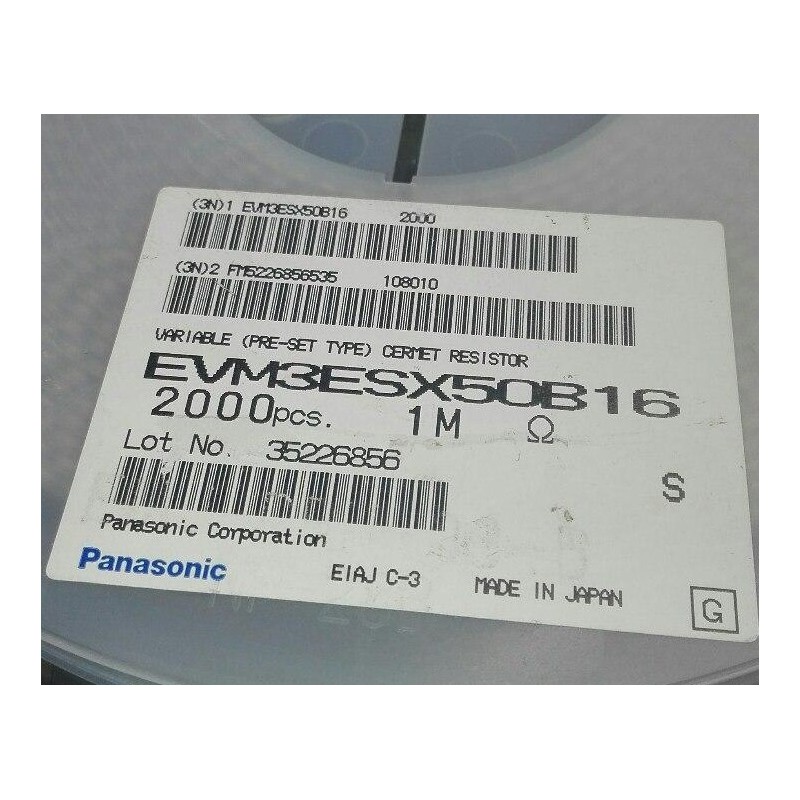 (3N)1 EVM3ESX50B16 2000
(3N)2 FM5226856535 108010
VARIABLE (PRE-SET TYPE) CERMET RESISTOR
EVM3ESX50B16
2000pcs. 1M Ω
Lot No. 35226856
S
Panasonic Corporation
Panasonic EIAJ C-3 MADE IN JAPAN G